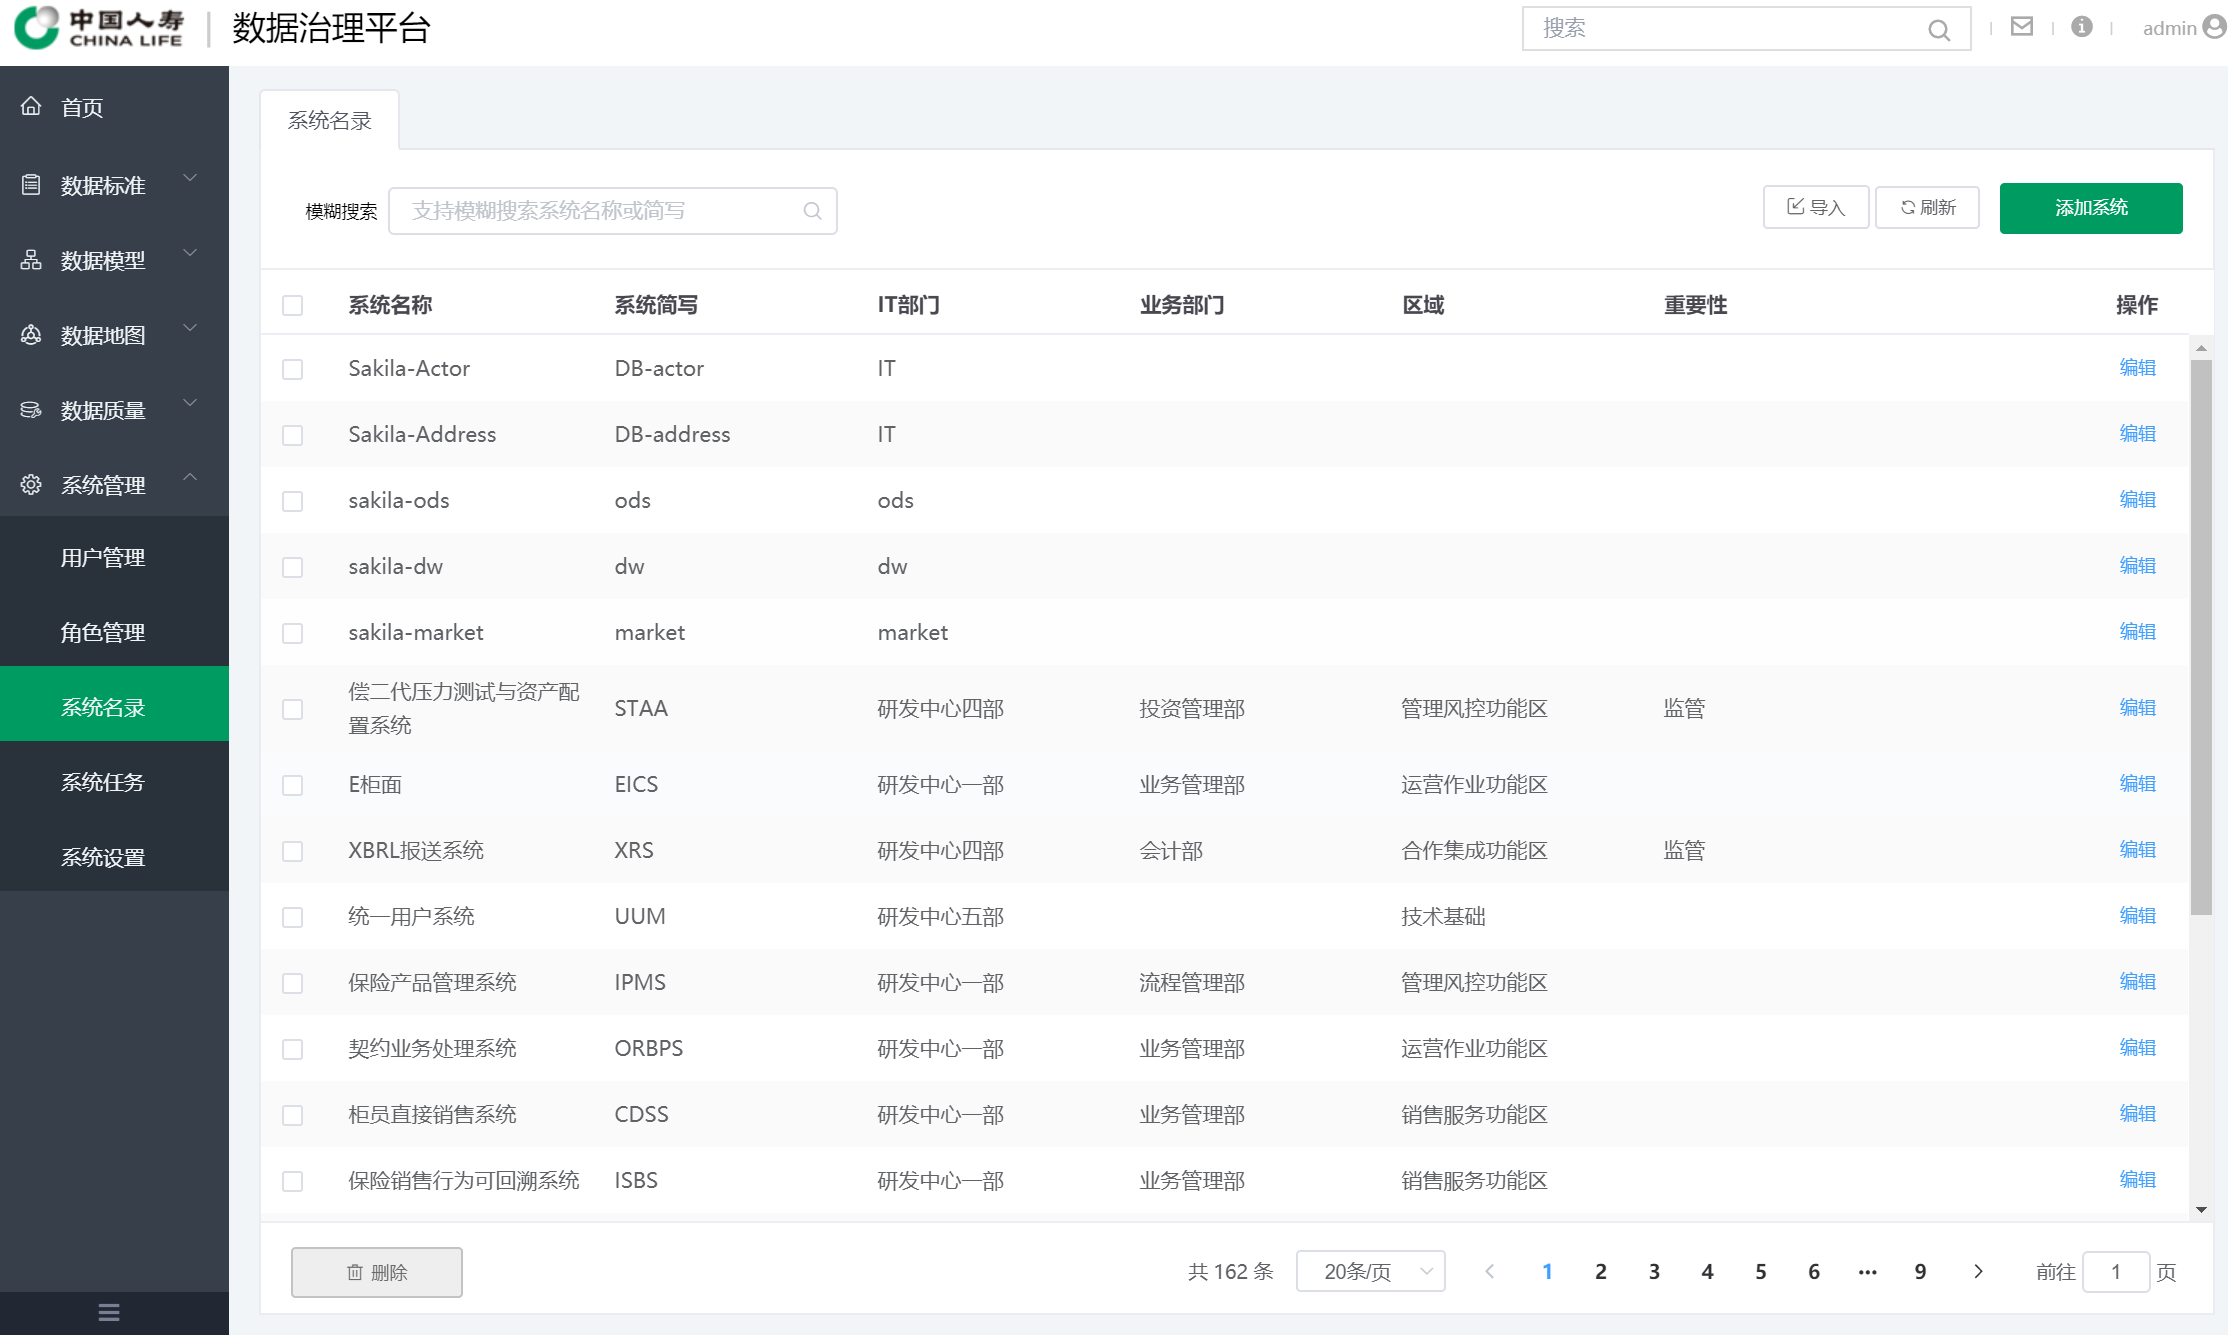 中国人寿
CHINA LIFE
数据治理平台
搜索
admin
首页
数据标准
数据模型
数据地图
数据质量
系统管理
用户管理
角色管理
系统名录
系统任务
系统设置
系统名录
模糊搜索
支持模糊搜索系统名称或简写
导入
刷新
添加系统
系统名称 系统简写 IT部门 业务部门 区域 重要性 操作
Sakila-Actor DB-actor IT 编辑
Sakila-Address DB-address IT 编辑
sakila-ods ods ods 编辑
sakila-dw dw dw 编辑
sakila-market market market 编辑
偿二代压力测试与资产配
置系统 STAA 研发中心四部 投资管理部 管理风控功能区 监管 编辑
E柜面 EICS 研发中心一部 业务管理部 运营作业功能区 编辑
XBRL报送系统 XRS 研发中心四部 会计部 合作集成功能区 监管 编辑
统一用户系统 UUM 研发中心五部 技术基础 编辑
保险产品管理系统 IPMS 研发中心一部 流程管理部 管理风控功能区 编辑
契约业务处理系统 ORBPS 研发中心一部 业务管理部 运营作业功能区 编辑
柜员直接销售系统 CDSS 研发中心一部 业务管理部 销售服务功能区 编辑
保险销售行为可回溯系统 ISBS 研发中心一部 业务管理部 销售服务功能区 编辑
删除
共 162 条 20条/页 1 2 3 4 5 6 ••• 9 前往 1 页